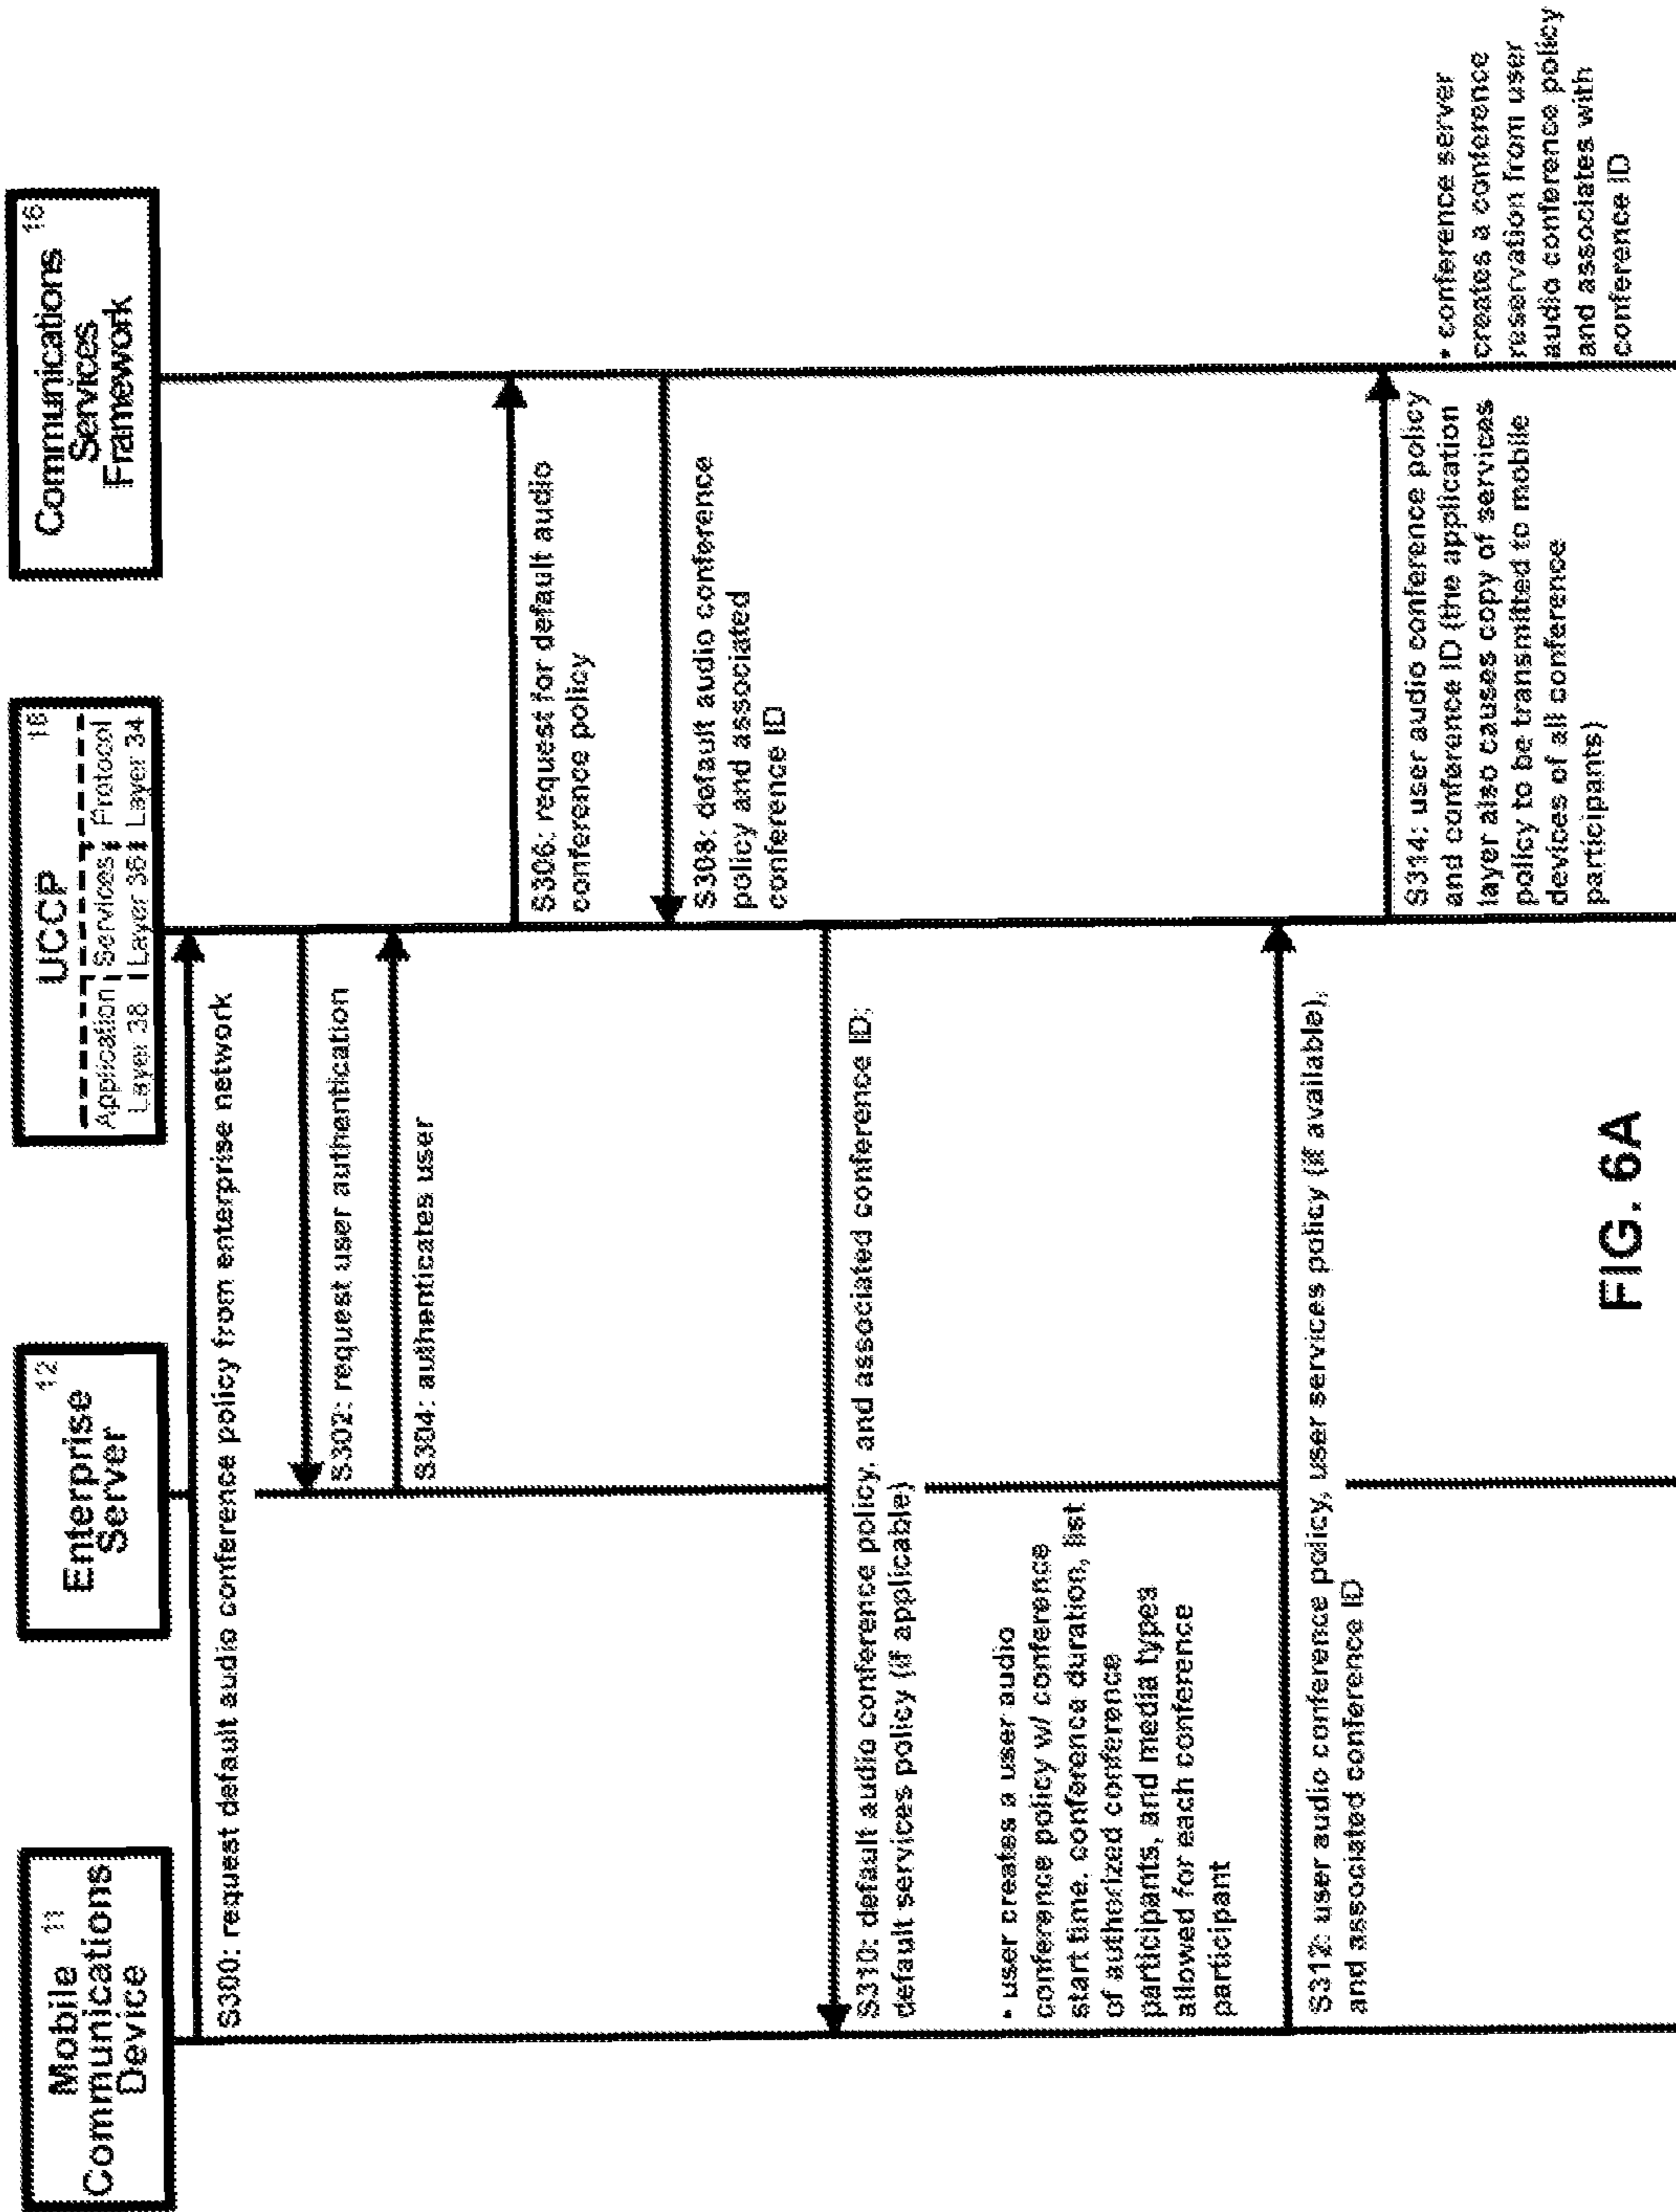 Mobile 11
Communications
Device
Enterprise 12
Server
UCCP 18
Application Services Protocol
Layer 38 Layer 36 Layer 34
Communications 16
Services
Framework
S300: request default audio conference policy from enterprise network
S302: request user authentication
S304: authenticates user
S306: request for default audio
conference policy
S308: default audio conference
policy and associated
conference ID
S310: default audio conference policy, and associated conference ID;
default services policy (if applicable)
• user creates a user audio
conference policy w/ conference
start time, conference duration, list
of authorized conference
participants, and media types
allowed for each conference
participant
S312: user audio conference policy, user services policy (if available),
and associated conference ID
S314: user audio conference policy
and conference ID (the application
layer also causes copy of services
policy to be transmitted to mobile
devices of all conference
participants)
• conference server
creates a conference
reservation from user
audio conference policy
and associates with
conference ID
FIG. 6A